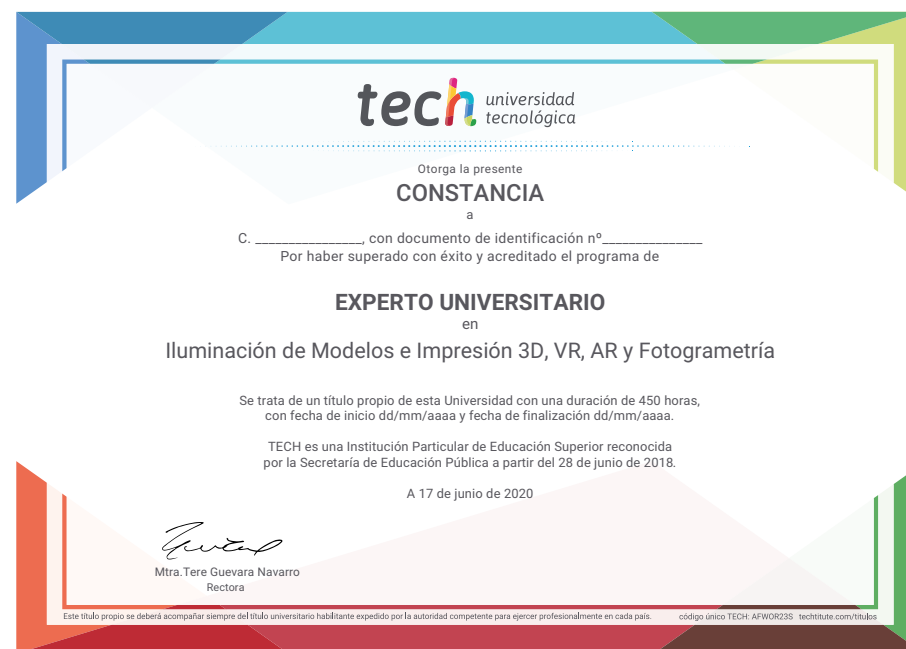 tech universidad
tecnológica
Otorga la presente
CONSTANCIA
a
C. ________________, con documento de identificación nº_______________
Por haber superado con éxito y acreditado el programa de
EXPERTO UNIVERSITARIO
en
Iluminación de Modelos e Impresión 3D, VR, AR y Fotogrametría
Se trata de un título propio de esta Universidad con una duración de 450 horas,
con fecha de inicio dd/mm/aaaa y fecha de finalización dd/mm/aaaa.
TECH es una Institución Particular de Educación Superior reconocida
por la Secretaría de Educación Pública a partir del 28 de junio de 2018.
A 17 de junio de 2020
Mtra.Tere Guevara Navarro
Rectora
Este título propio se deberá acompañar siempre del título universitario habilitante expedido por la autoridad competente para ejercer profesionalmente en cada país. código único TECH: AFWOR23S techtitute.com/titulos